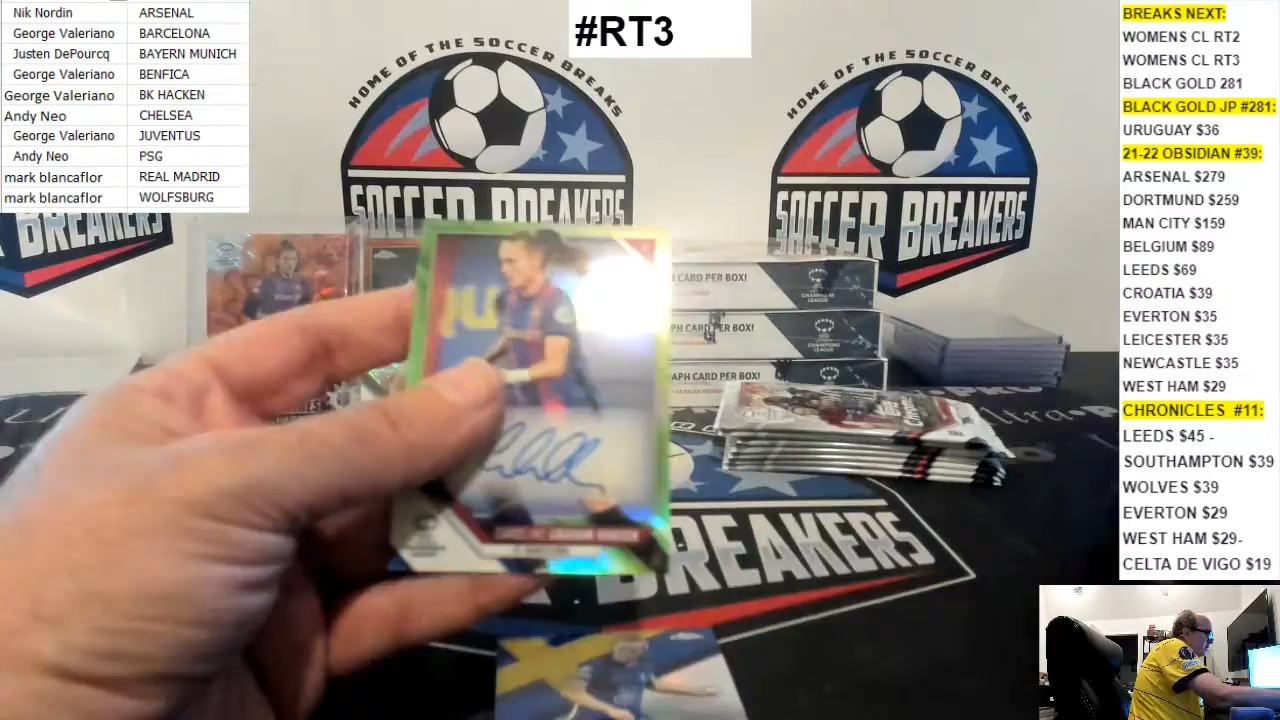 Nik Nordin ARSENAL
George Valeriano BARCELONA
Justen DePourcq BAYERN MUNICH
George Valeriano BENFICA
George Valeriano BK HACKEN
Andy Neo CHELSEA
George Valeriano JUVENTUS
Andy Neo PSG
mark blancaflor REAL MADRID
mark blancaflor WOLFSBURG
#RT3
HOME OF THE SOCCER BREAKS
SOCCER BREAKERS
HOME OF THE SOCCER BREAKS
SOCCER BREAKERS
BREAKERS
CARD PER BOX!
CARD PER BOX!
CARD PER BOX!
BREAKERS
BREAKS NEXT:
WOMENS CL RT2
WOMENS CL RT3
BLACK GOLD 281
BLACK GOLD JP #281:
URUGUAY $36
21-22 OBSIDIAN #39:
ARSENAL $279
DORTMUND $259
MAN CITY $159
BELGIUM $89
LEEDS $69
CROATIA $39
EVERTON $35
LEICESTER $35
NEWCASTLE $35
WEST HAM $29
CHRONICLES #11:
LEEDS $45 -
SOUTHAMPTON $39
WOLVES $39
EVERTON $29
WEST HAM $29-
CELTA DE VIGO $19